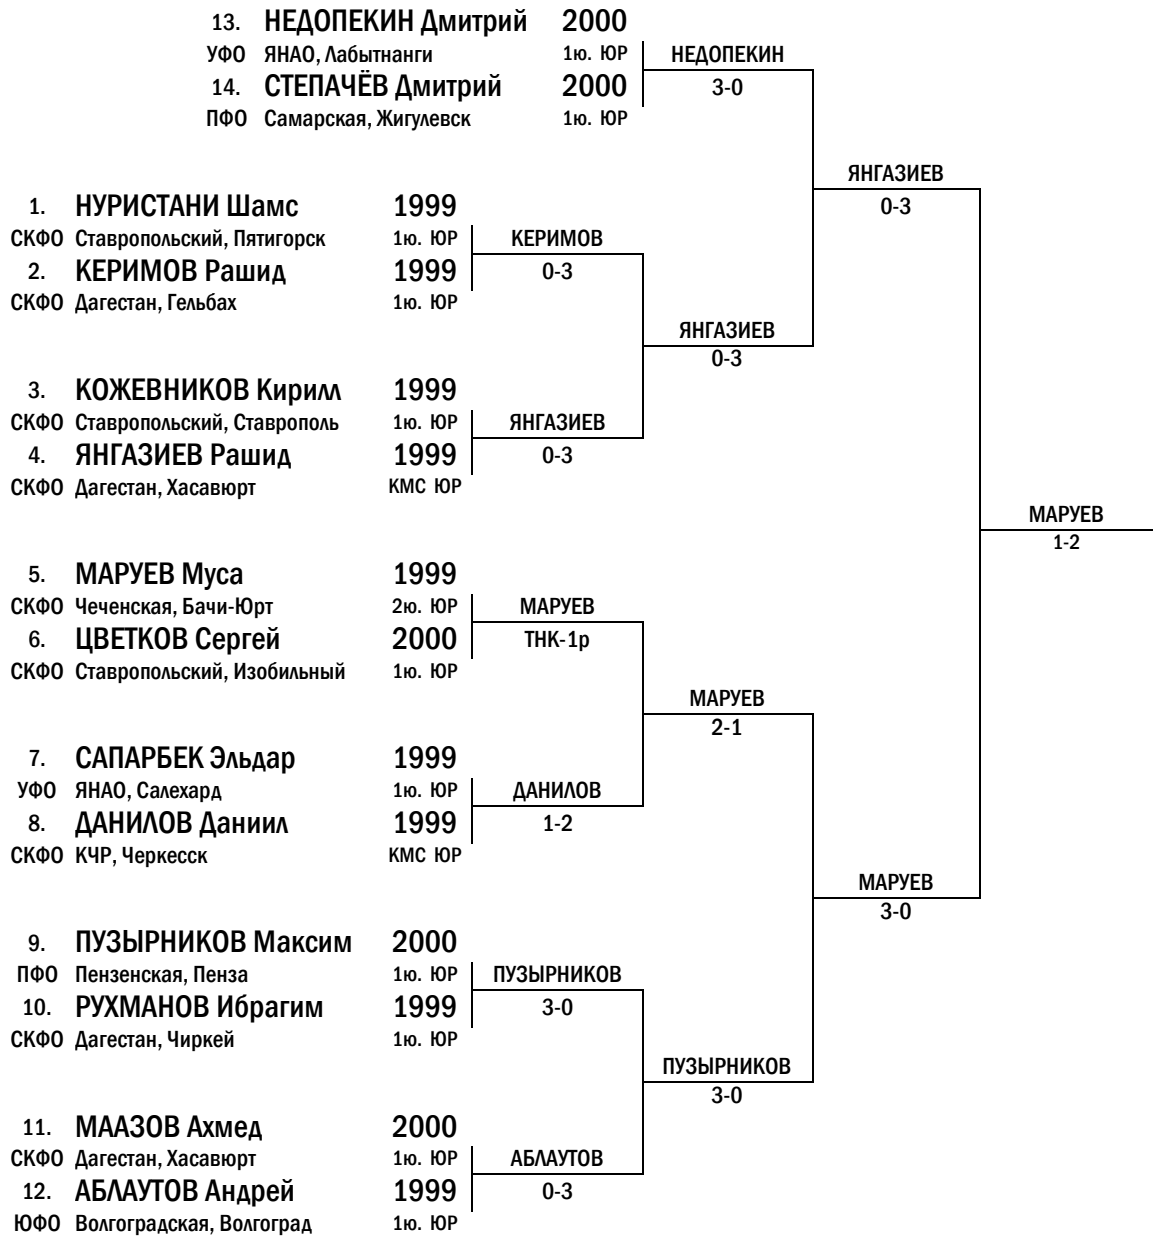 13. НЕДОПЕКИН Дмитрий 2000
УФО ЯНАО, Лабытнанги 1ю. ЮР НЕДОПЕКИН
14. СТЕПАЧЁВ Дмитрий 2000 3-0
ПФО Самарская, Жигулевск 1ю. ЮР
ЯНГАЗИЕВ
1. НУРИСТАНИ Шамс 1999 0-3
СКФО Ставропольский, Пятигорск 1ю. ЮР КЕРИМОВ
2. КЕРИМОВ Рашид 1999 0-3
СКФО Дагестан, Гельбах 1ю. ЮР
ЯНГАЗИЕВ
0-3
3. КОЖЕВНИКОВ Кирилл 1999
СКФО Ставропольский, Ставрополь 1ю. ЮР ЯНГАЗИЕВ
4. ЯНГАЗИЕВ Рашид 1999 0-3
СКФО Дагестан, Хасавюрт КМС ЮР
МАРУЕВ
1-2
5. МАРУЕВ Муса 1999
СКФО Чеченская, Бачи-Юрт 2ю. ЮР МАРУЕВ
6. ЦВЕТКОВ Сергей 2000 ТНК-1р
СКФО Ставропольский, Изобильный 1ю. ЮР
МАРУЕВ
2-1
7. САПАРБЕК Эльдар 1999
УФО ЯНАО, Салехард 1ю. ЮР ДАНИЛОВ
8. ДАНИЛОВ Даниил 1999 1-2
СКФО КЧР, Черкесск КМС ЮР
МАРУЕВ
3-0
9. ПУЗЫРНИКОВ Максим 2000
ПФО Пензенская, Пенза 1ю. ЮР ПУЗЫРНИКОВ
10. РУХМАНОВ Ибрагим 1999 3-0
СКФО Дагестан, Чиркей 1ю. ЮР
ПУЗЫРНИКОВ
3-0
11. МААЗОВ Ахмед 2000
СКФО Дагестан, Хасавюрт 1ю. ЮР АБЛАУТОВ
12. АБЛАУТОВ Андрей 1999 0-3
ЮФО Волгоградская, Волгоград 1ю. ЮР